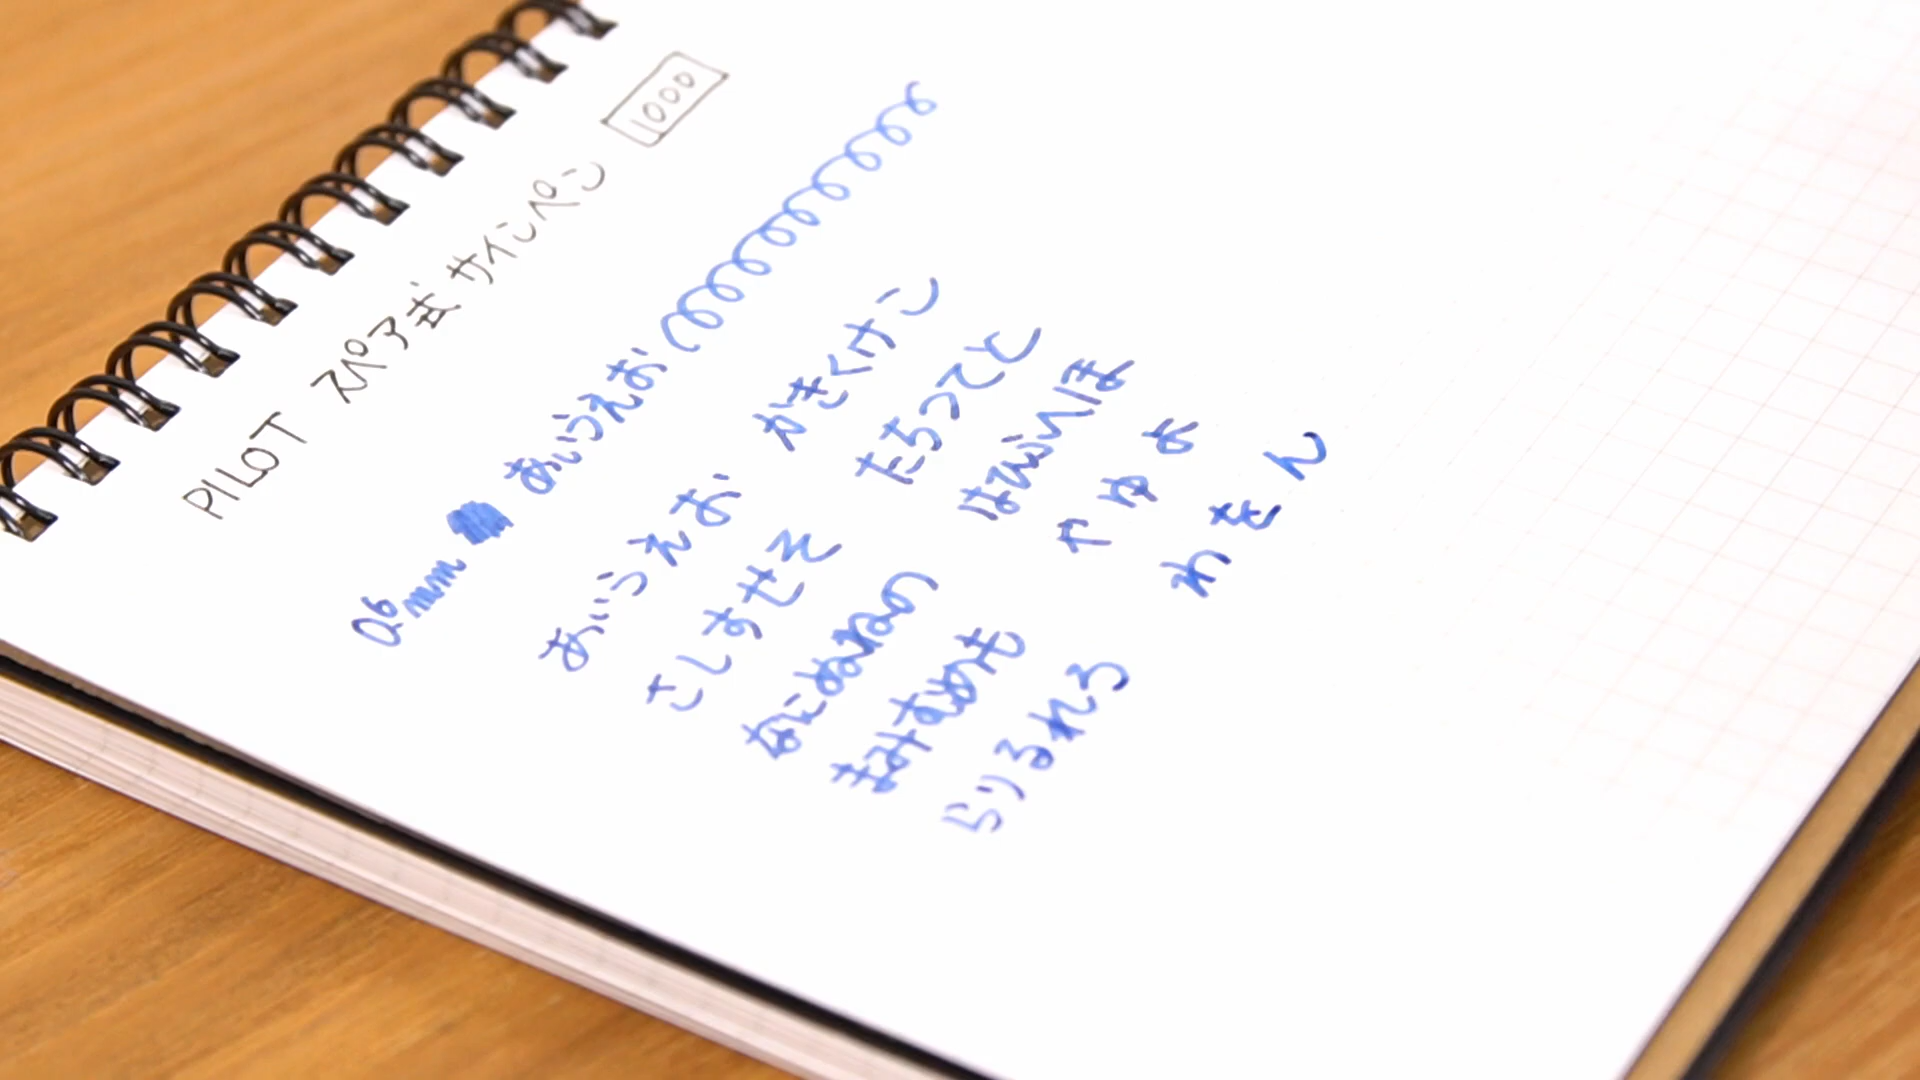 PILOT スペア式サインペン 1000
0.6mm あいうえお
あいうえお かきくけこ
さしすせそ たちつてと
なにぬねの はひふへほ
まみむめも やゆよ
らりるれろ わをん